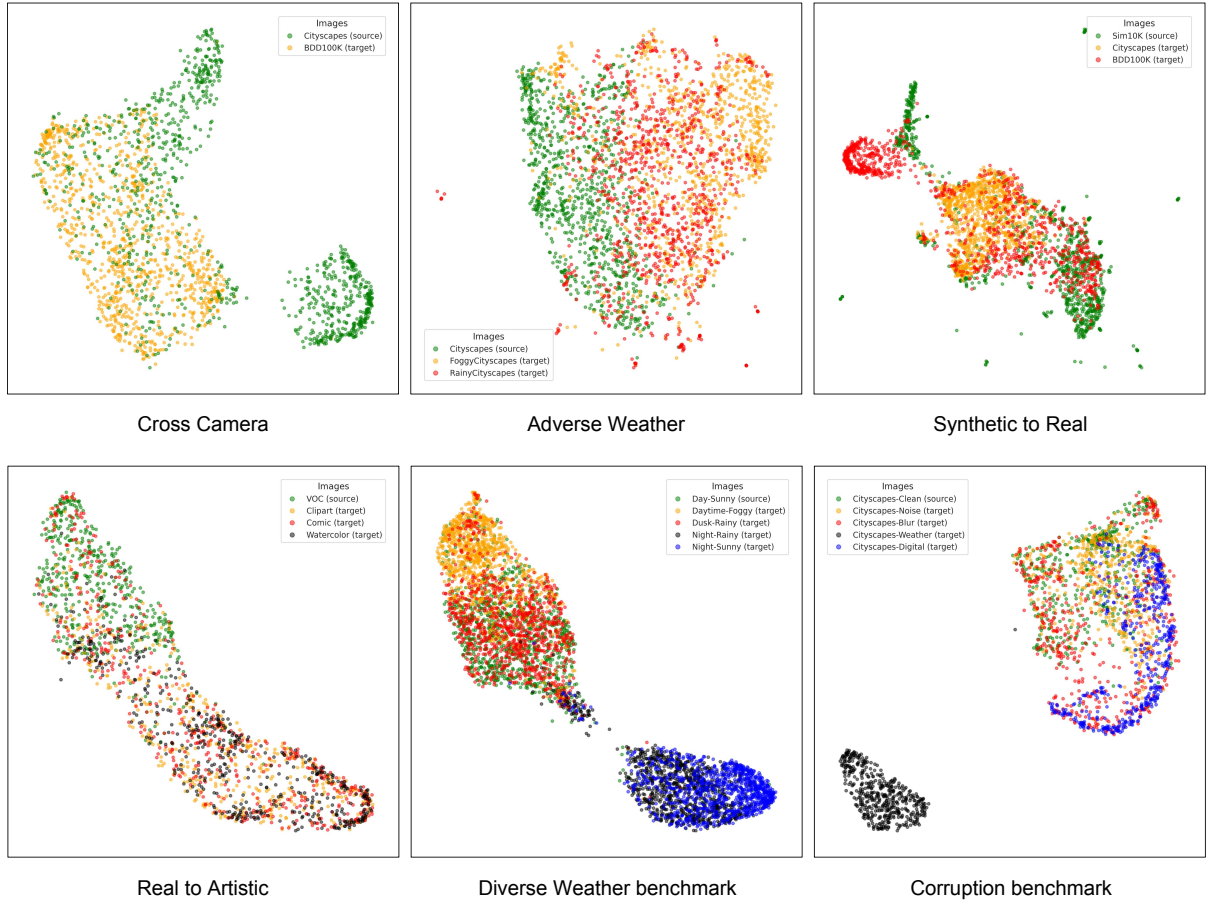 Images
Cityscapes (source)
BDD100K (target)
Cross Camera
Images
Cityscapes (source)
FoggyCityscapes (target)
RainyCityscapes (target)
Adverse Weather
Images
Sim10K (source)
Cityscapes (target)
BDD100K (target)
Synthetic to Real
Images
VOC (source)
Clipart (target)
Comic (target)
Watercolor (target)
Real to Artistic
Images
Day-Sunny (source)
Daytime-Foggy (target)
Dusk-Rainy (target)
Night-Rainy (target)
Night-Sunny (target)
Diverse Weather benchmark
Images
Cityscapes-Clean (source)
Cityscapes-Noise (target)
Cityscapes-Blur (target)
Cityscapes-Weather (target)
Cityscapes-Digital (target)
Corruption benchmark